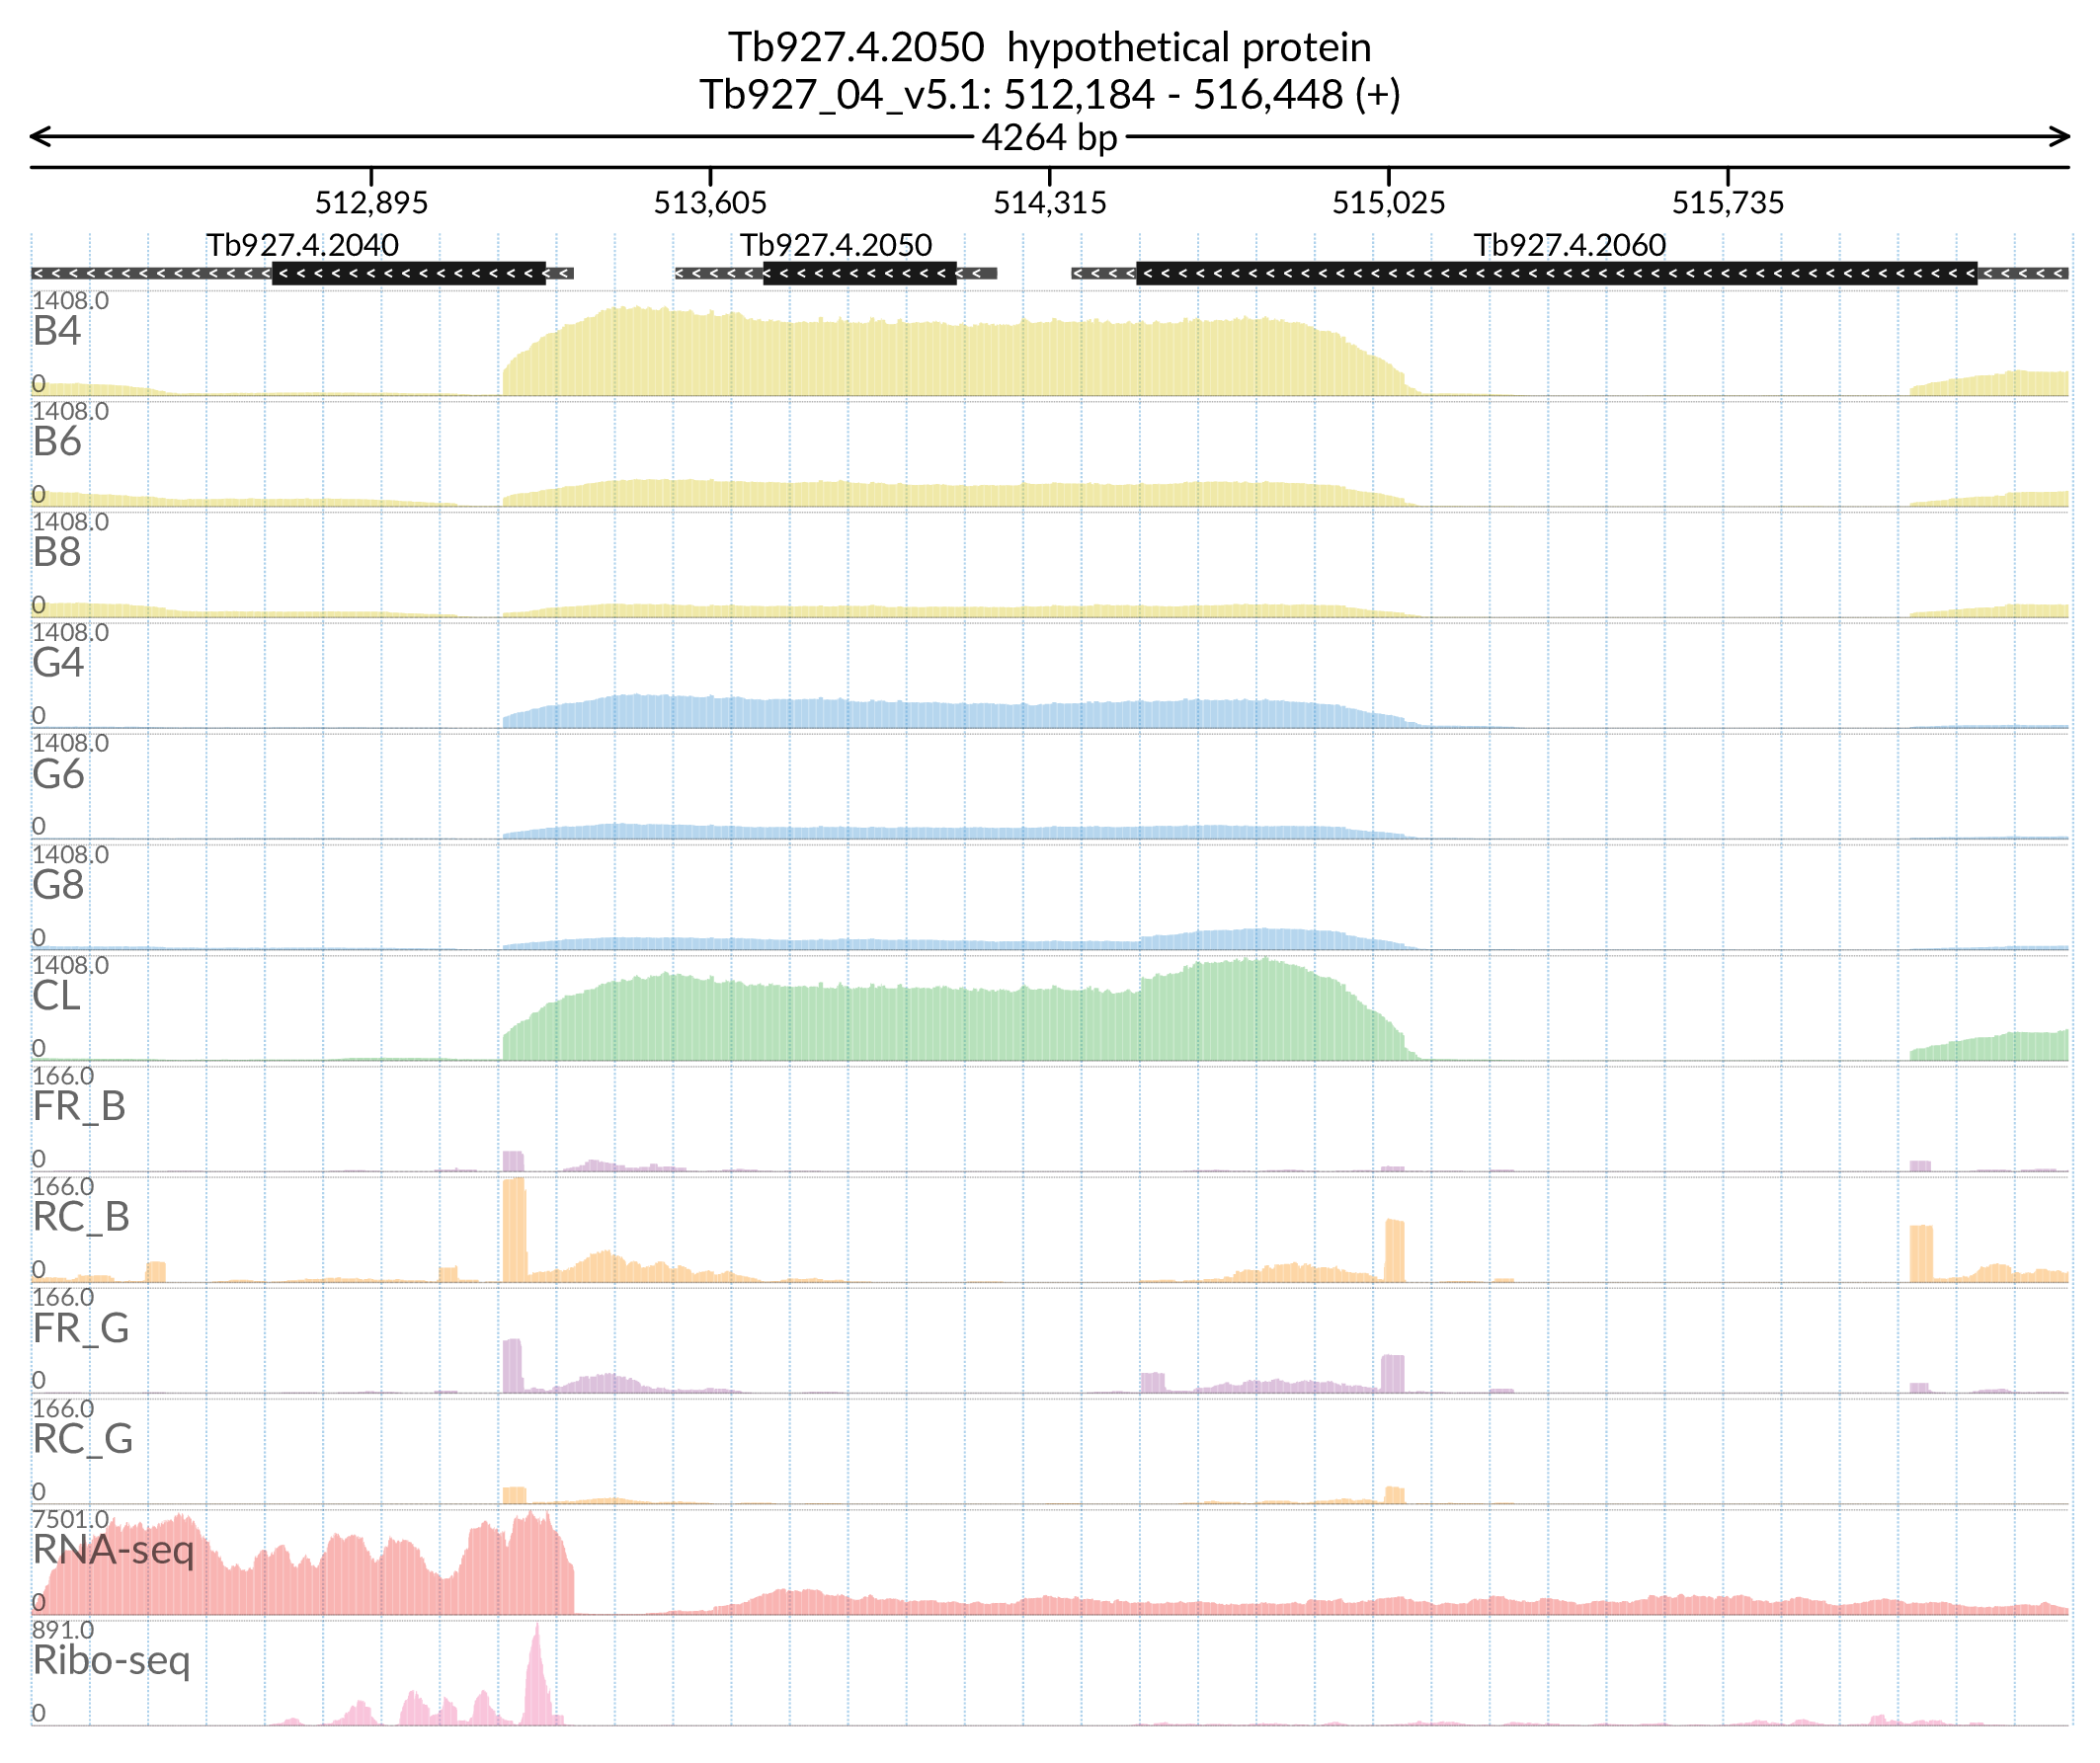 Tb927.4.2050 hypothetical protein
Tb927_04_v5.1: 512,184 - 516,448 (+)
4264 bp
512,895 513,605 514,315 515,025 515,735
Tb927.4.2040 Tb927.4.2050 Tb927.4.2060
1408.0
B4
0
1408.0
B6
0
1408.0
B8
0
1408.0
G4
0
1408.0
G6
0
1408.0
G8
0
1408.0
CL
0
166.0
FR_B
0
166.0
RC_B
0
166.0
FR_G
0
166.0
RC_G
0
7501.0
RNA-seq
0
891.0
Ribo-seq
0